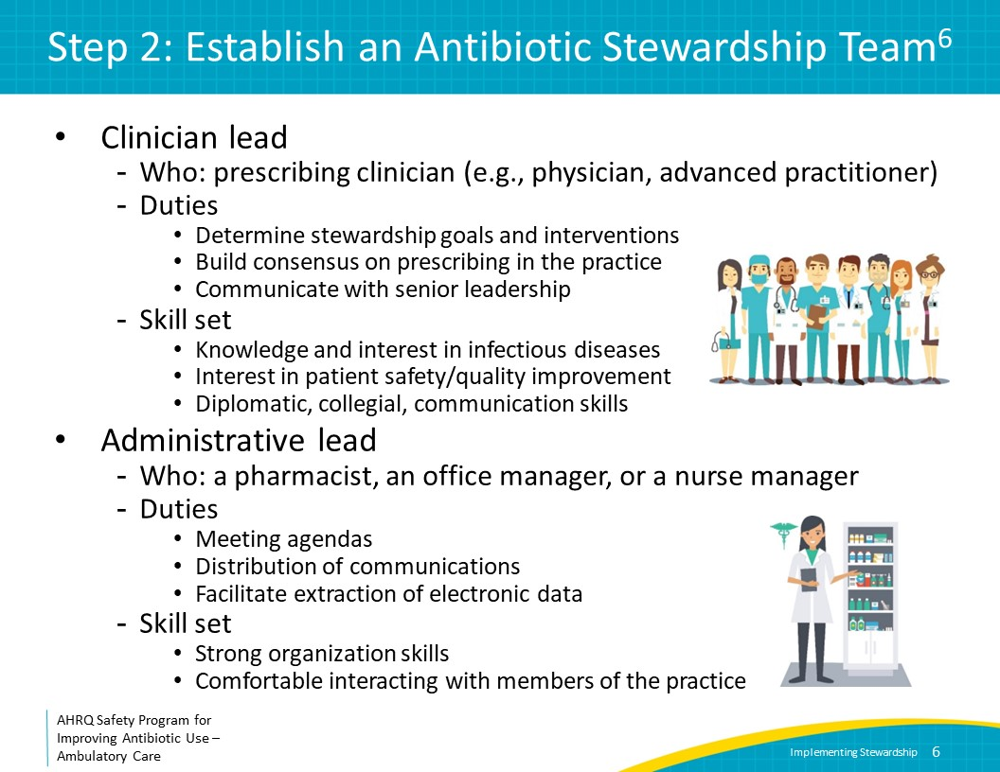 Step 2: Establish an Antibiotic Stewardship Team6
• Clinician lead
- Who: prescribing clinician (e.g., physician, advanced practitioner)
- Duties
• Determine stewardship goals and interventions
• Build consensus on prescribing in the practice
• Communicate with senior leadership
- Skill set
• Knowledge and interest in infectious diseases
• Interest in patient safety/quality improvement
• Diplomatic, collegial, communication skills
• Administrative lead
- Who: a pharmacist, an office manager, or a nurse manager
- Duties
• Meeting agendas
• Distribution of communications
• Facilitate extraction of electronic data
- Skill set
• Strong organization skills
• Comfortable interacting with members of the practice
AHRQ Safety Program for
Improving Antibiotic Use –
Ambulatory Care
Implementing Stewardship 6